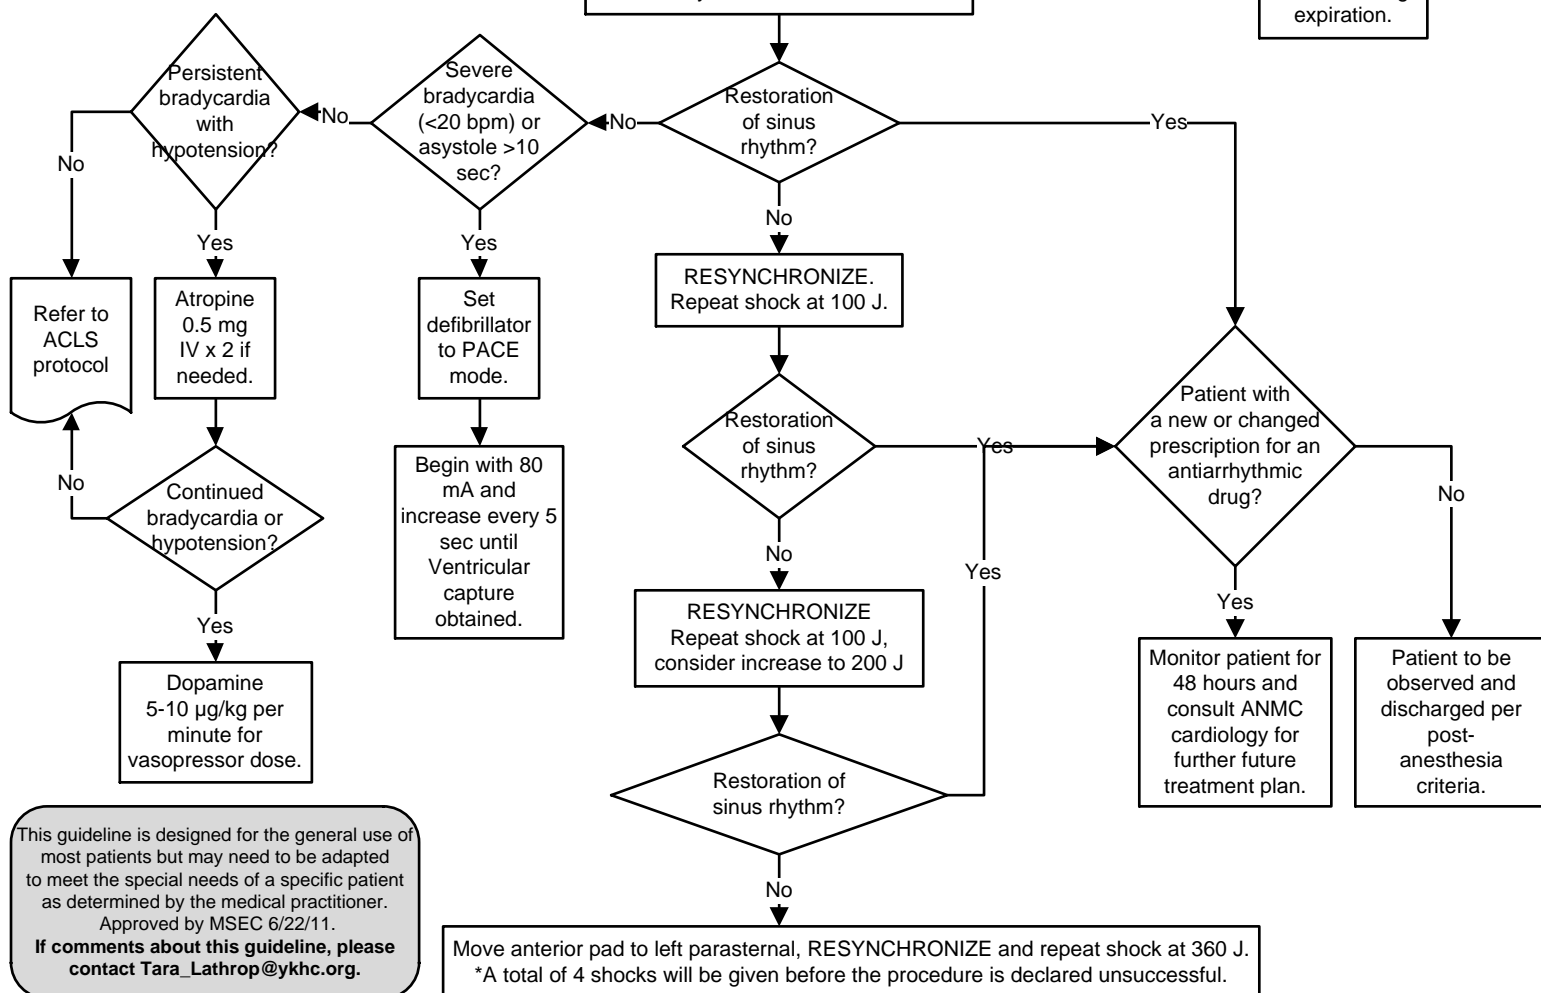 expiration.
Persistent
bradycardia
with
hypotension?
No
Severe
bradycardia
(<20 bpm) or
asystole >10
sec?
No
Restoration
of sinus
rhythm?
Yes
No
Yes
Yes
No
Refer to
ACLS
protocol
Atropine
0.5 mg
IV x 2 if
needed.
Set
defibrillator
to PACE
mode.
RESYNCHRONIZE.
Repeat shock at 100 J.
Restoration
of sinus
rhythm?
Yes
Patient with
a new or changed
prescription for an
antiarrhythmic
drug?
No
No
Continued
bradycardia or
hypotension?
Begin with 80
mA and
increase every 5
sec until
Ventricular
capture
obtained.
No
Yes
Yes
Yes
RESYNCHRONIZE
Repeat shock at 100 J,
consider increase to 200 J
Dopamine
5-10 µg/kg per
minute for
vasopressor dose.
Monitor patient for
48 hours and
consult ANMC
cardiology for
further future
treatment plan.
Patient to be
observed and
discharged per
post-
anesthesia
criteria.
Restoration of
sinus rhythm?
No
This guideline is designed for the general use of
most patients but may need to be adapted
to meet the special needs of a specific patient
as determined by the medical practitioner.
Approved by MSEC 6/22/11.
If comments about this guideline, please
contact Tara_Lathrop@ykhc.org.
Move anterior pad to left parasternal, RESYNCHRONIZE and repeat shock at 360 J.
*A total of 4 shocks will be given before the procedure is declared unsuccessful.
No